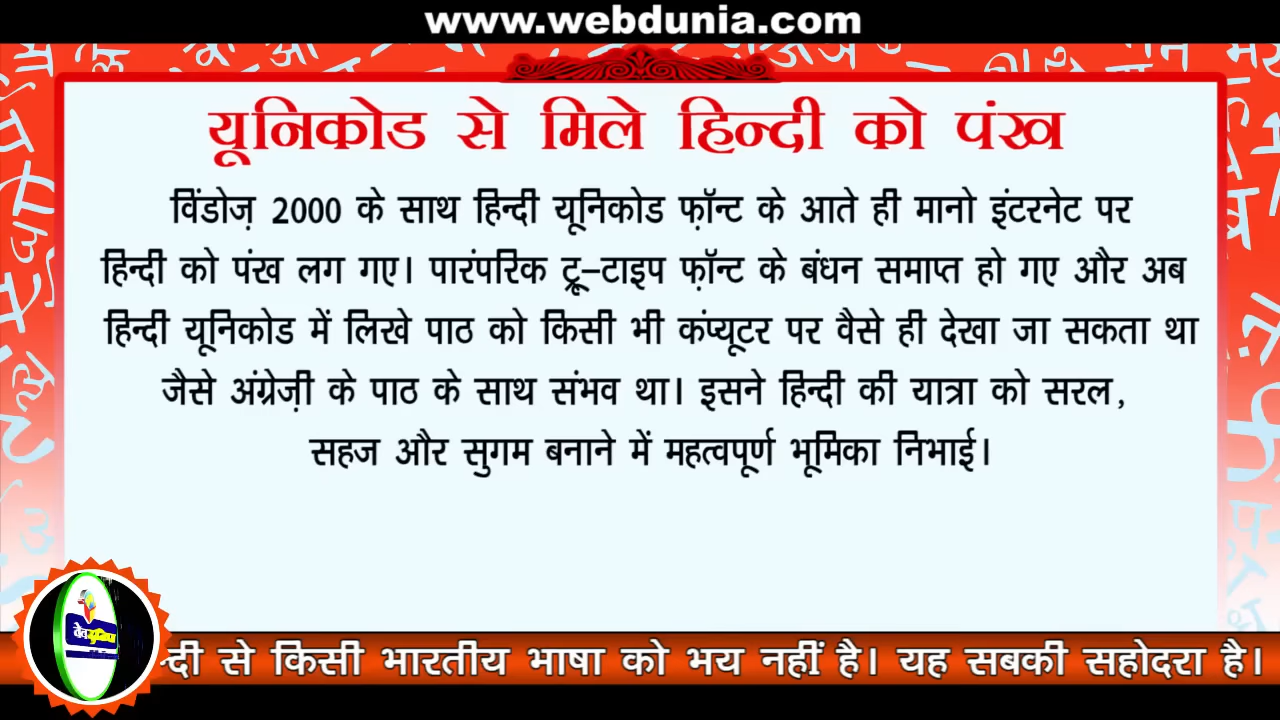 www.webdunia.com
यूनिकोड से मिले हिन्दी को पंख
विंडोज़ 2000 के साथ हिन्दी यूनिकोड फ़ॉन्ट के आते ही मानो इंटरनेट पर
हिन्दी को पंख लग गए। पारंपरिक ट्रू-टाइप फ़ॉन्ट के बंधन समाप्त हो गए और अब
हिन्दी यूनिकोड में लिखे पाठ को किसी भी कंप्यूटर पर वैसे ही देखा जा सकता था
जैसे अंग्रेज़ी के पाठ के साथ संभव था। इसने हिन्दी की यात्रा को सरल,
सहज और सुगम बनाने में महत्वपूर्ण भूमिका निभाई।
से किसी भारतीय भाषा को भय नहीं है। यह सबकी सहोदरा है।